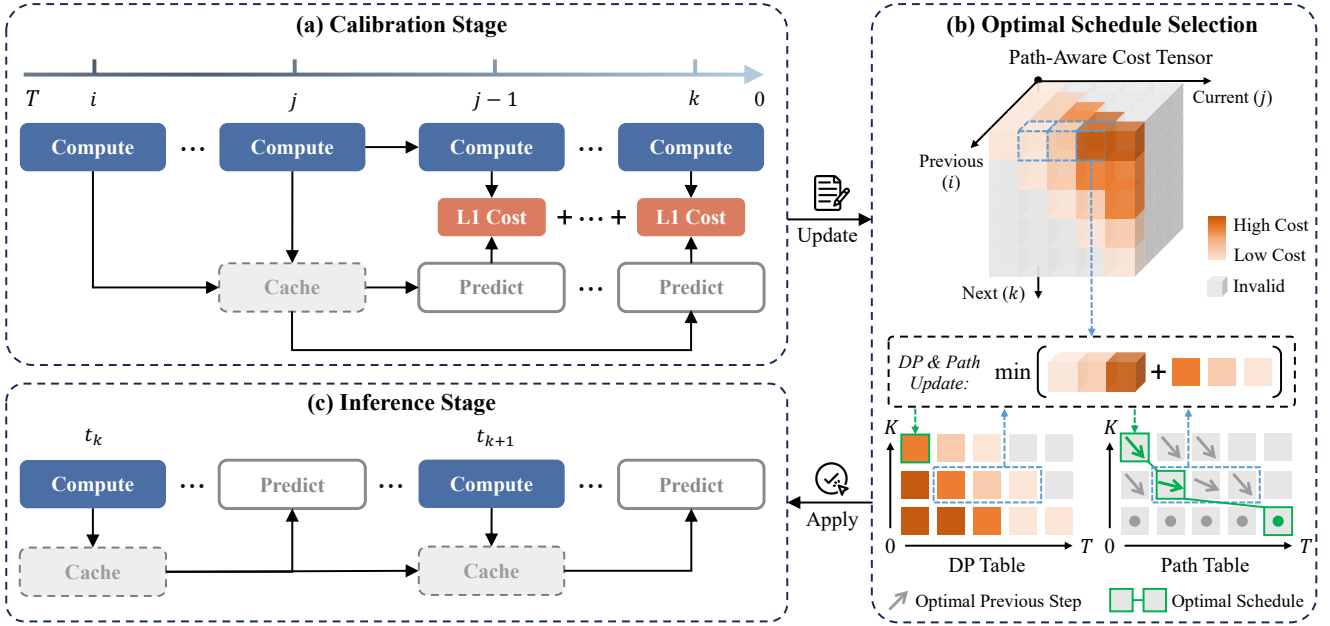 (a) Calibration Stage
T i j j − 1 k 0
Compute ... Compute Compute ... Compute
L1 Cost + ... + L1 Cost
Cache Predict ... Predict
Update
(b) Optimal Schedule Selection
Path-Aware Cost Tensor
Current (j)
Previous
(i)
Next (k)
High Cost
Low Cost
Invalid
DP & Path
Update:
min ( + )
K
0
T
DP Table
K
0
T
Path Table
Optimal Previous Step
Optimal Schedule
Apply
(c) Inference Stage
t_k t_{k+1}
Compute ... Predict ... Compute ... Predict
Cache Cache